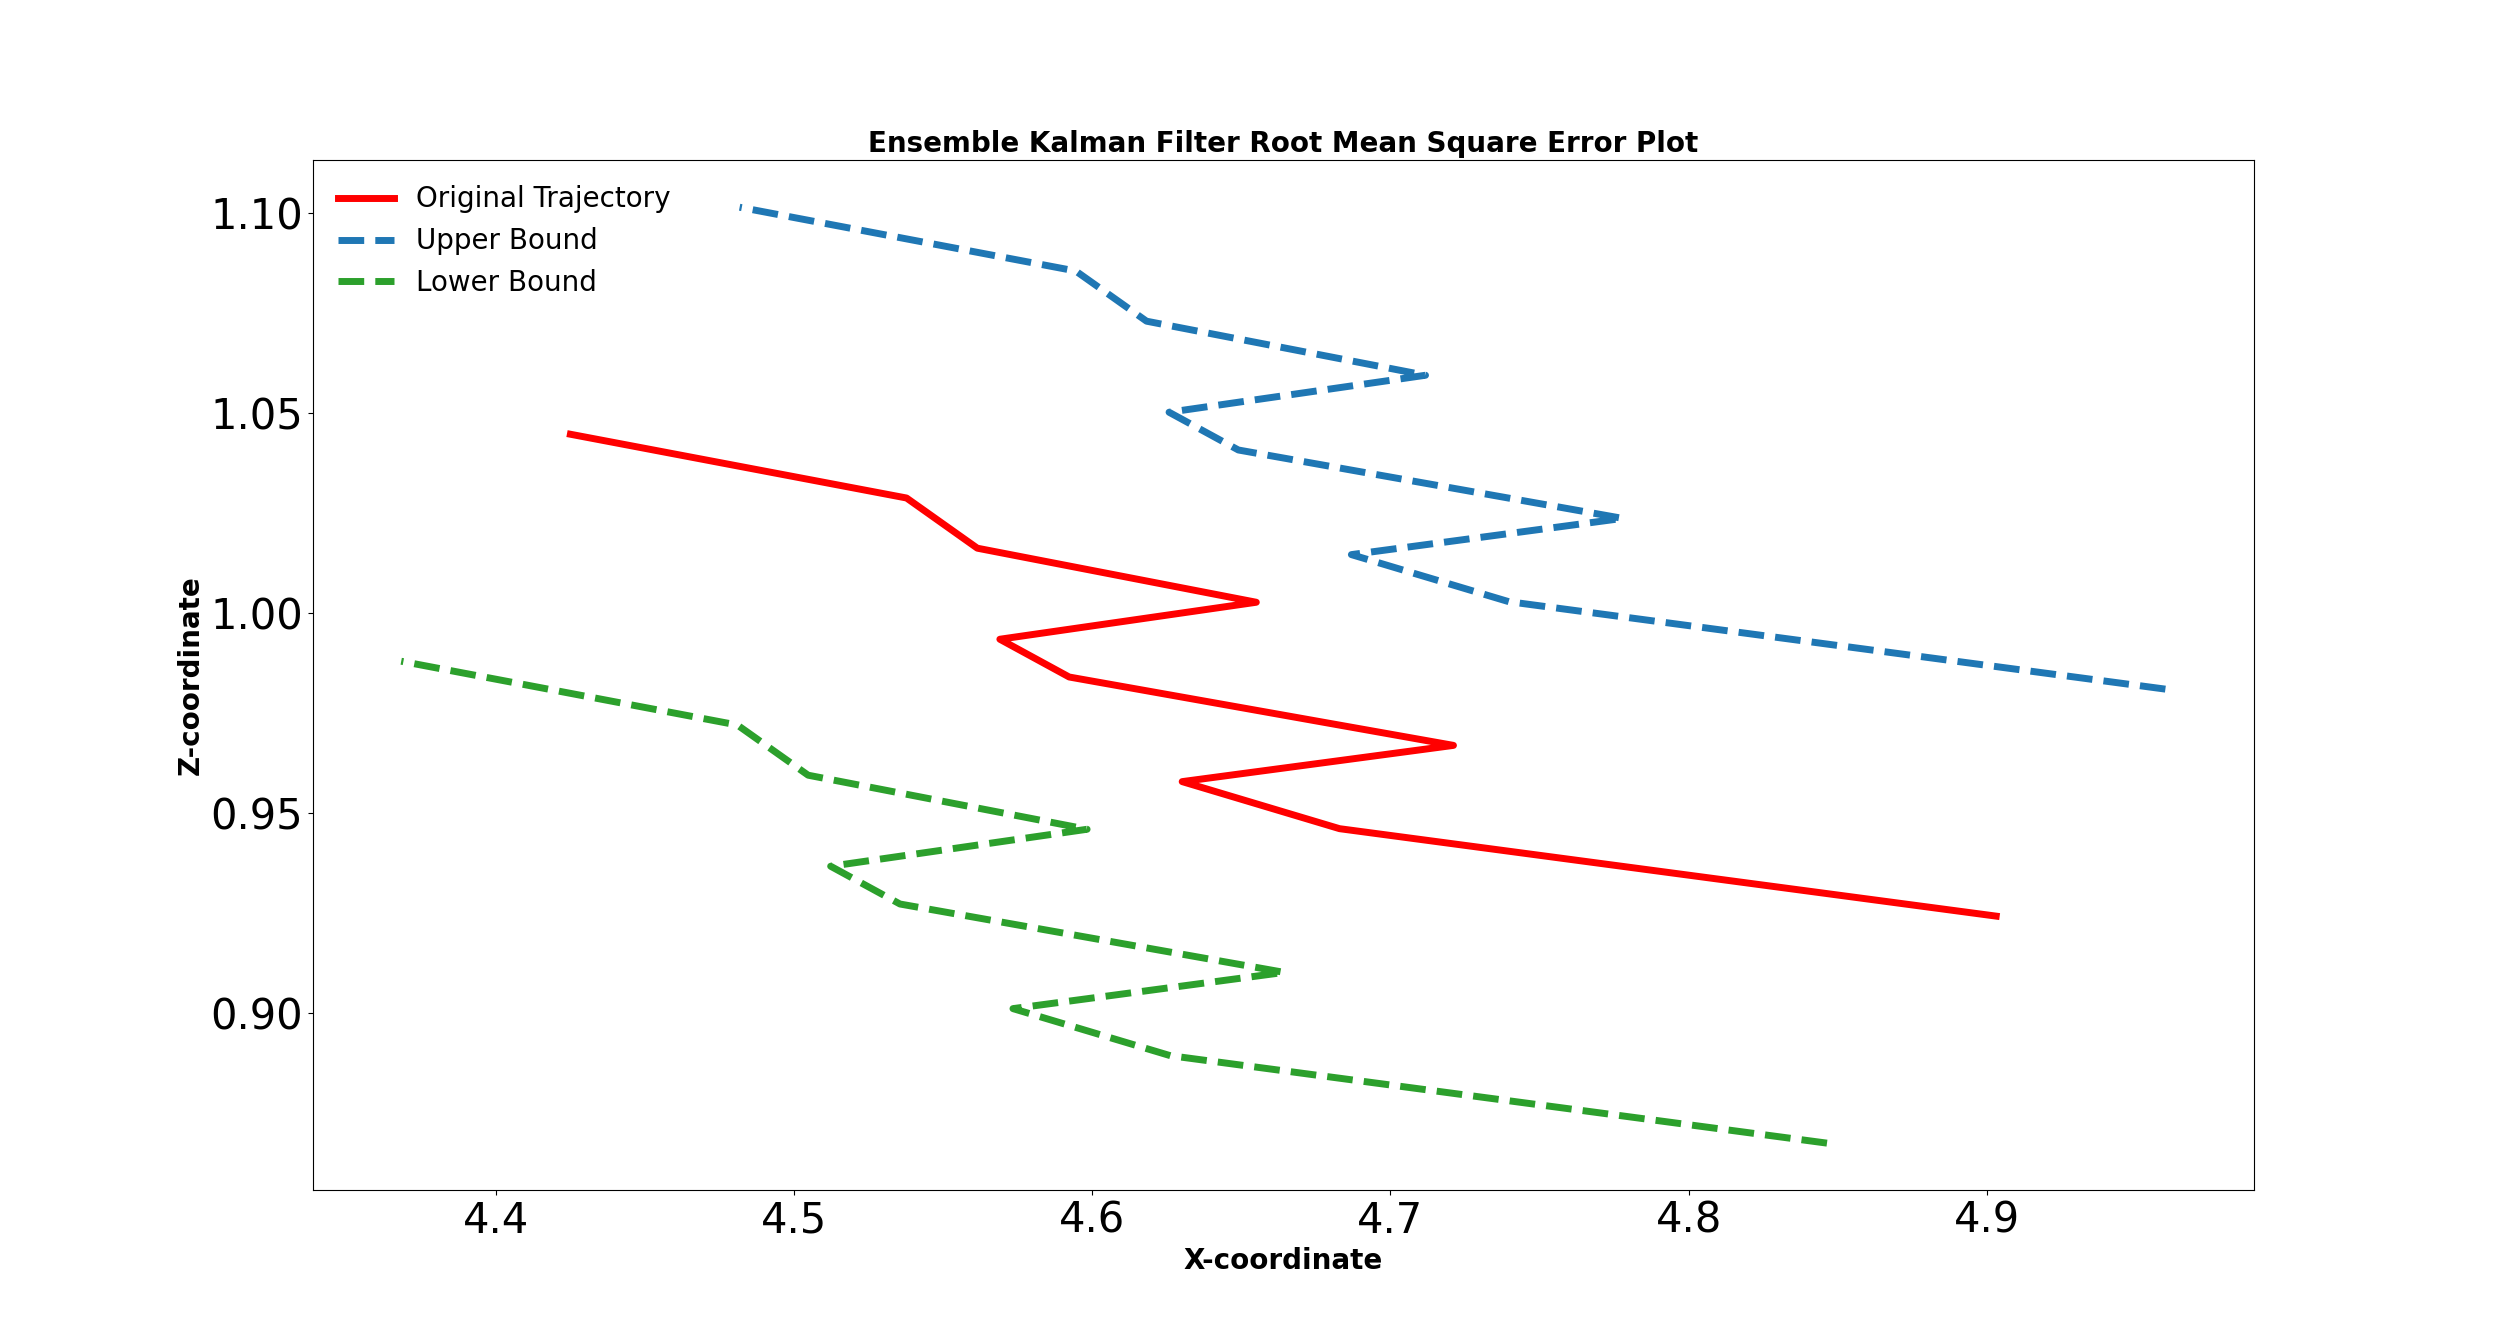 Ensemble Kalman Filter Root Mean Square Error Plot
Original Trajectory
Upper Bound
Lower Bound
Z-coordinate
1.10
1.05
1.00
0.95
0.90
4.4 4.5 4.6 4.7 4.8 4.9
X-coordinate